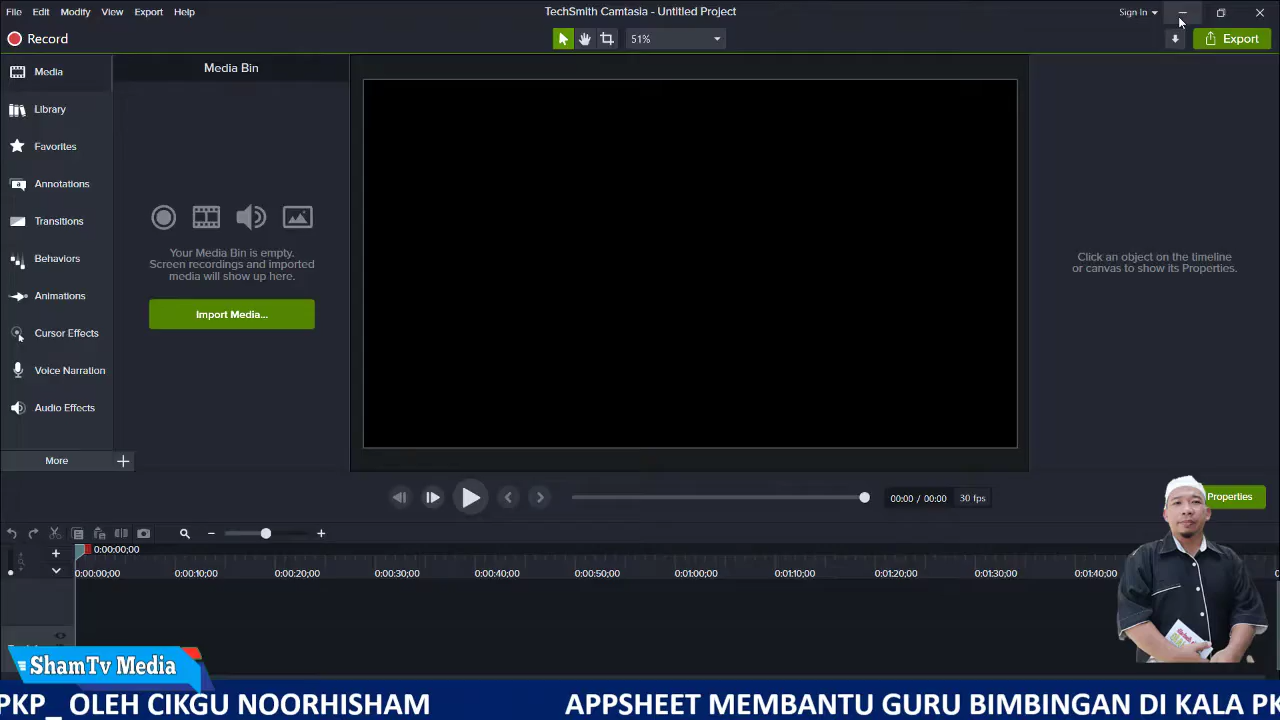 File Edit Modify View Export Help
TechSmith Camtasia - Untitled Project
Sign In
Record
51%
Export
Media
Library
Favorites
Annotations
Transitions
Behaviors
Animations
Cursor Effects
Voice Narration
Audio Effects
More
Media Bin
Your Media Bin is empty.
Screen recordings and imported
media will show up here.
Import Media...
Click an object on the timeline
or canvas to show its Properties.
00:00 / 00:00 30 fps
Properties
0:00:00;00
0:00:00;00 0:00:10;00 0:00:20;00 0:00:30;00 0:00:40;00 0:00:50;00 0:01:00;00 0:01:10;00 0:01:20;00 0:01:30;00 0:01:40;00
ShamTv Media
PKP_ OLEH CIKGU NOORHISHAM APPSHEET MEMBANTU GURU BIMBINGAN DI KALA PK